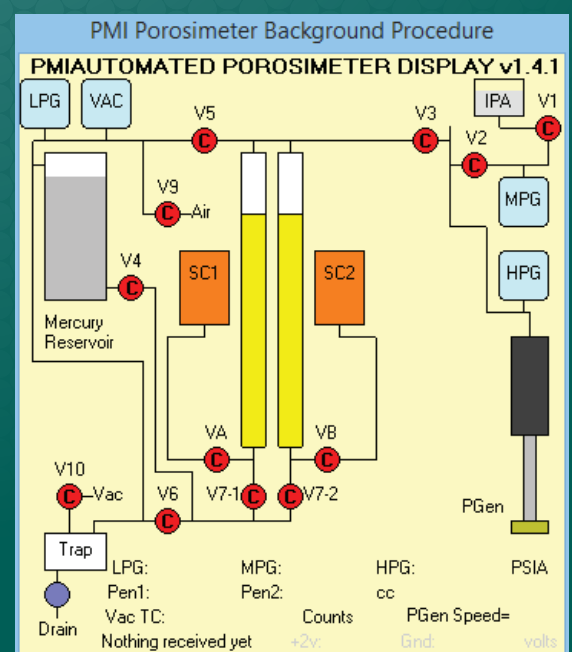 PMI Porosimeter Background Procedure
PMIAUTOMATED POROSIMETER DISPLAY v1.4.1
LPG
VAC
V5
V3
IPA
V1
V2
MPG
V9
Air
V4
SC1
SC2
HPG
Mercury
Reservoir
VA
VB
V10
Vac
V6
V7-1
V7-2
PGen
Trap
Drain
LPG: MPG: HPG: PSIA
Pen1: Pen2: cc
Vac TC: Counts PGen Speed=
Nothing received yet +2v: Gnd: volts
C
C
C
C
C
C
C
C
C
C
C
C